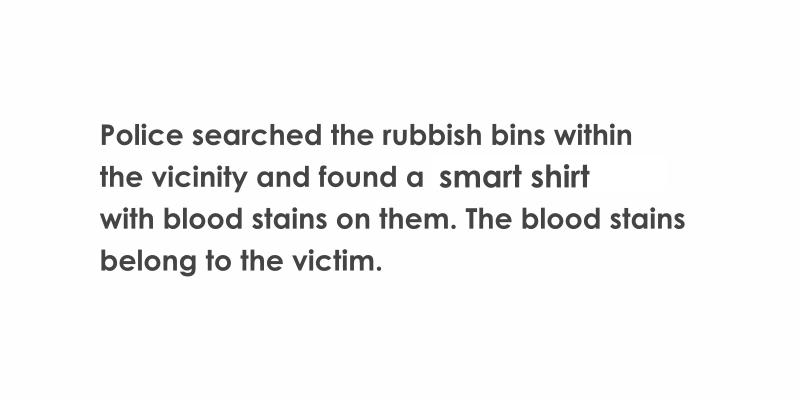 Police searched the rubbish bins within
the vicinity and found a smart shirt
with blood stains on them. The blood stains
belong to the victim.